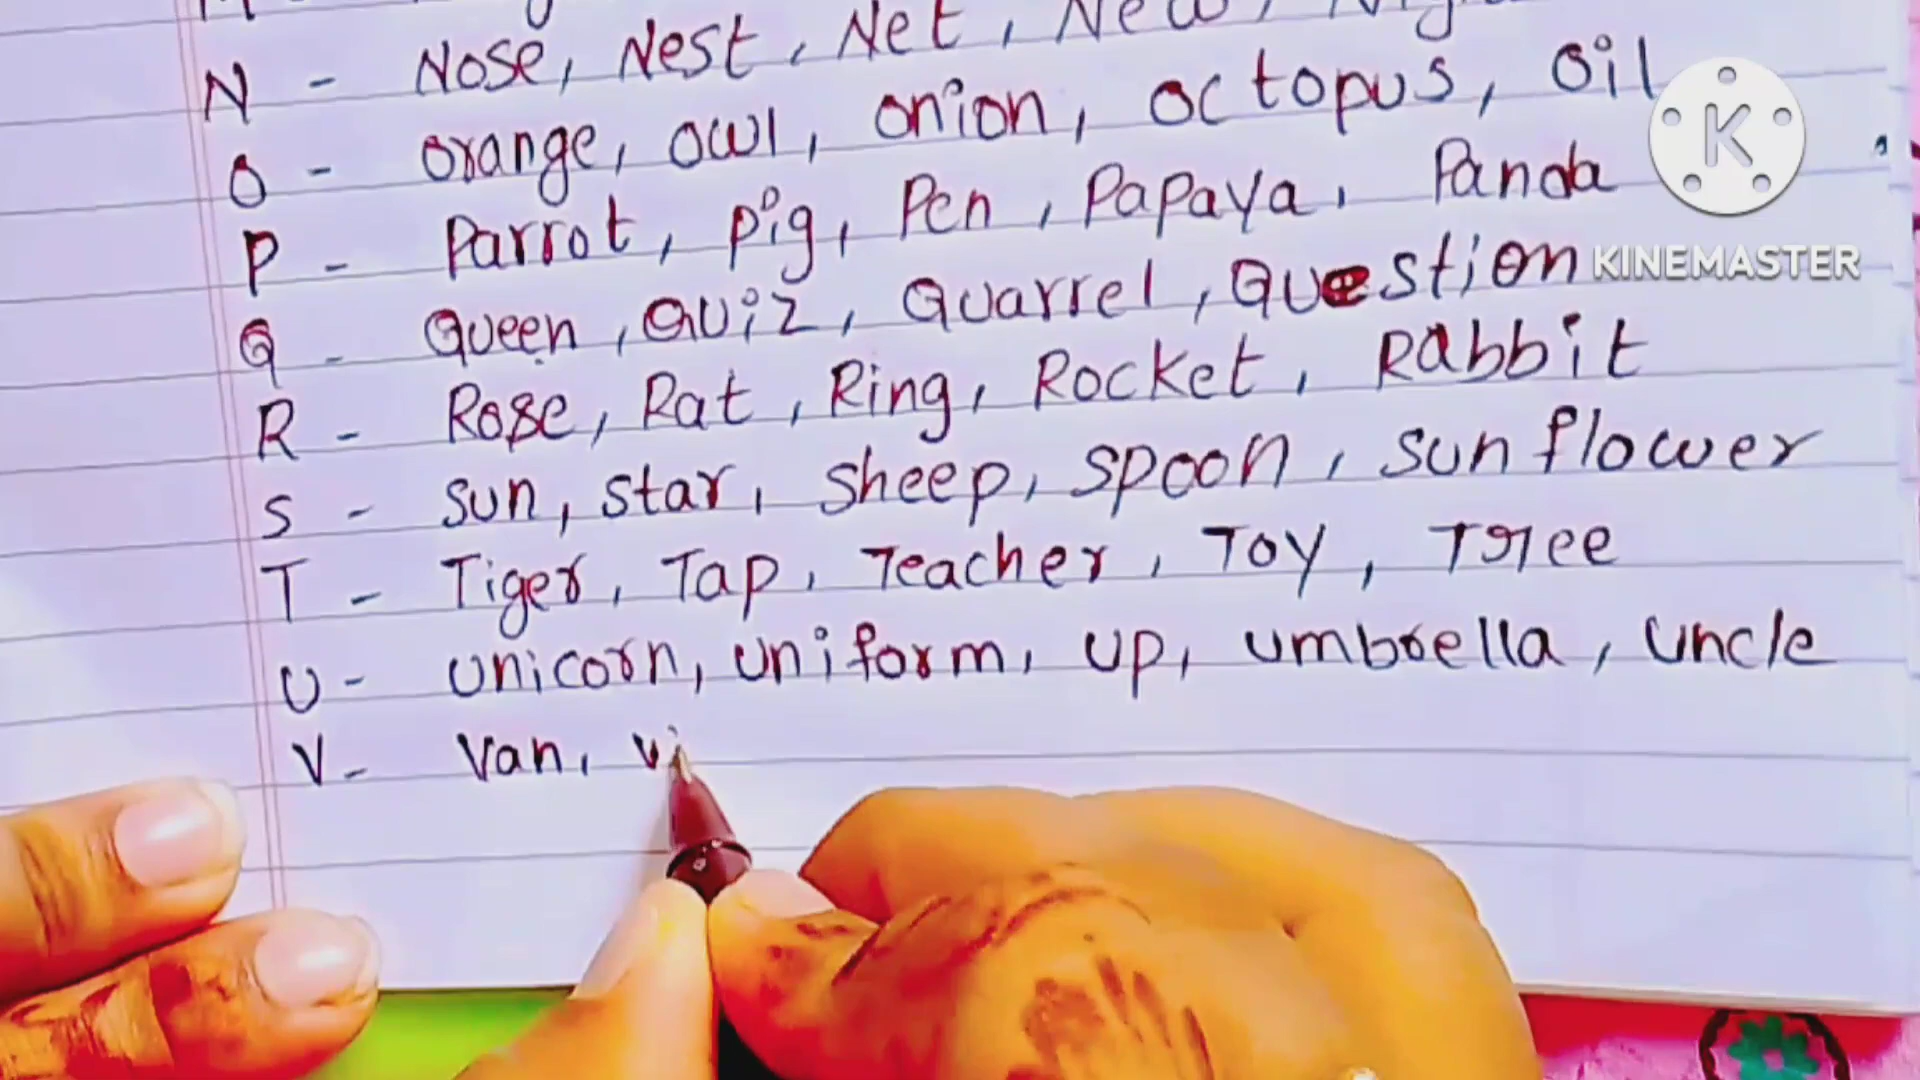 N - Nose, Nest, Net, New,
O - orange, owl, onion, octopus, oil
P - Parrot, pig, Pen, Papaya, Panda
Q - Queen, Quiz, Quarrel, Question
R - Rose, Rat, Ring, Rocket, Rabbit
S - Sun, Star, Sheep, Spoon, Sunflower
T - Tiger, Tap, Teacher, Toy, Tree
U - Unicorn, Uniform, Up, Umbrella, Uncle
V - Van, Vi
K
KINEMASTER